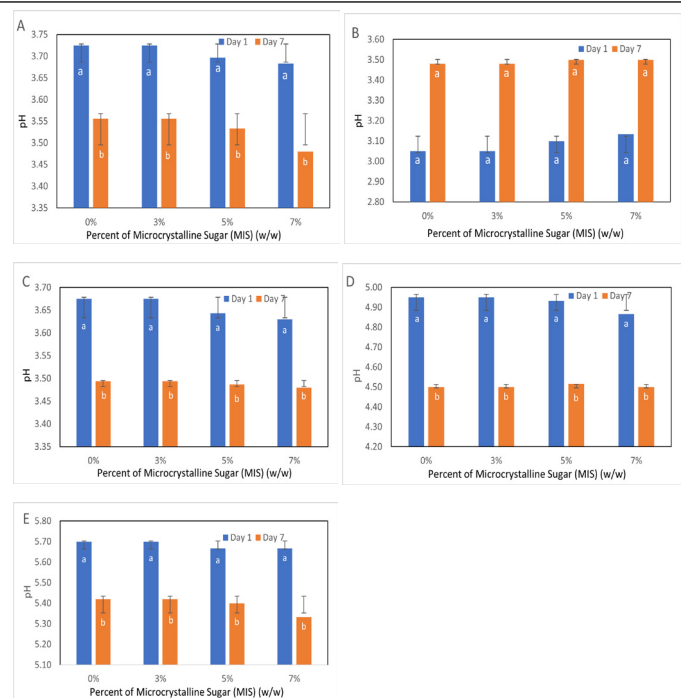 A
3.75
3.70
3.65
3.60
3.55
3.50
3.45
3.40
3.35
pH
Day 1 Day 7
a a a a
b b b b
0% 3% 5% 7%
Percent of Microcrystalline Sugar (MIS) (w/w)
B
3.60
3.50
3.40
3.30
3.20
3.10
3.00
2.90
2.80
pH
Day 1 Day 7
a a a a
a a a a
0% 3% 5% 7%
Percent of Microcrystalline Sugar (MIS) (w/w)
C
3.70
3.65
3.60
3.55
3.50
3.45
3.40
3.35
pH
Day 1 Day 7
a a a a
b b b b
0% 3% 5% 7%
Percent of Microcrystalline Sugar (MIS) (w/w)
D
5.00
4.90
4.80
4.70
4.60
4.50
4.40
4.30
4.20
pH
Day 1 Day 7
a a a a
b b b b
0% 3% 5% 7%
Percent of Microcrystalline Sugar (MIS) (w/w)
E
5.80
5.70
5.60
5.50
5.40
5.30
5.20
5.10
pH
Day 1 Day 7
a a a a
b b b b
0% 3% 5% 7%
Percent of Microcrystalline Sugar (MIS) (w/w)